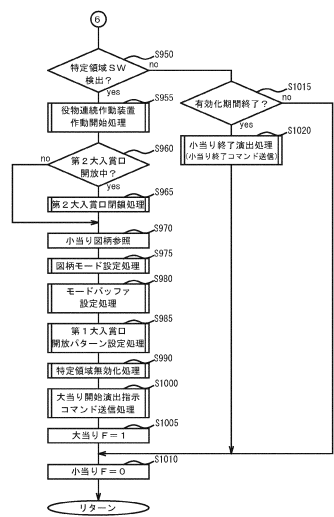 6
S950
特定領域SW
検出?
no
yes
S1015
有効化期間終了?
no
yes
S955
役物連続作動装置
作動開始処理
S1020
小当り終了演出処理
(小当り終了コマンド送信)
S960
no
第2大入賞口
開放中?
yes
S965
第2大入賞口閉鎖処理
S970
小当り図柄参照
S975
図柄モード設定処理
S980
モードバッファ
設定処理
S985
第1大入賞口
開放パターン設定処理
S990
特定領域無効化処理
S1000
大当り開始演出指示
コマンド送信処理
S1005
大当りF=1
S1010
小当りF=0
リターン